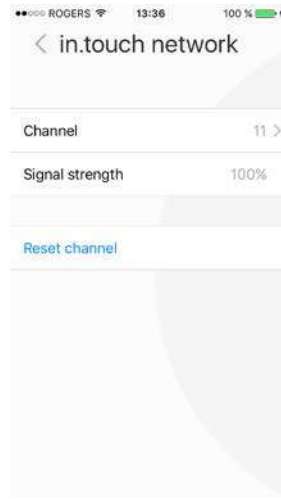 ROGERS 13:36 100 %
< in.touch network
Channel 11 >
Signal strength 100%
Reset channel